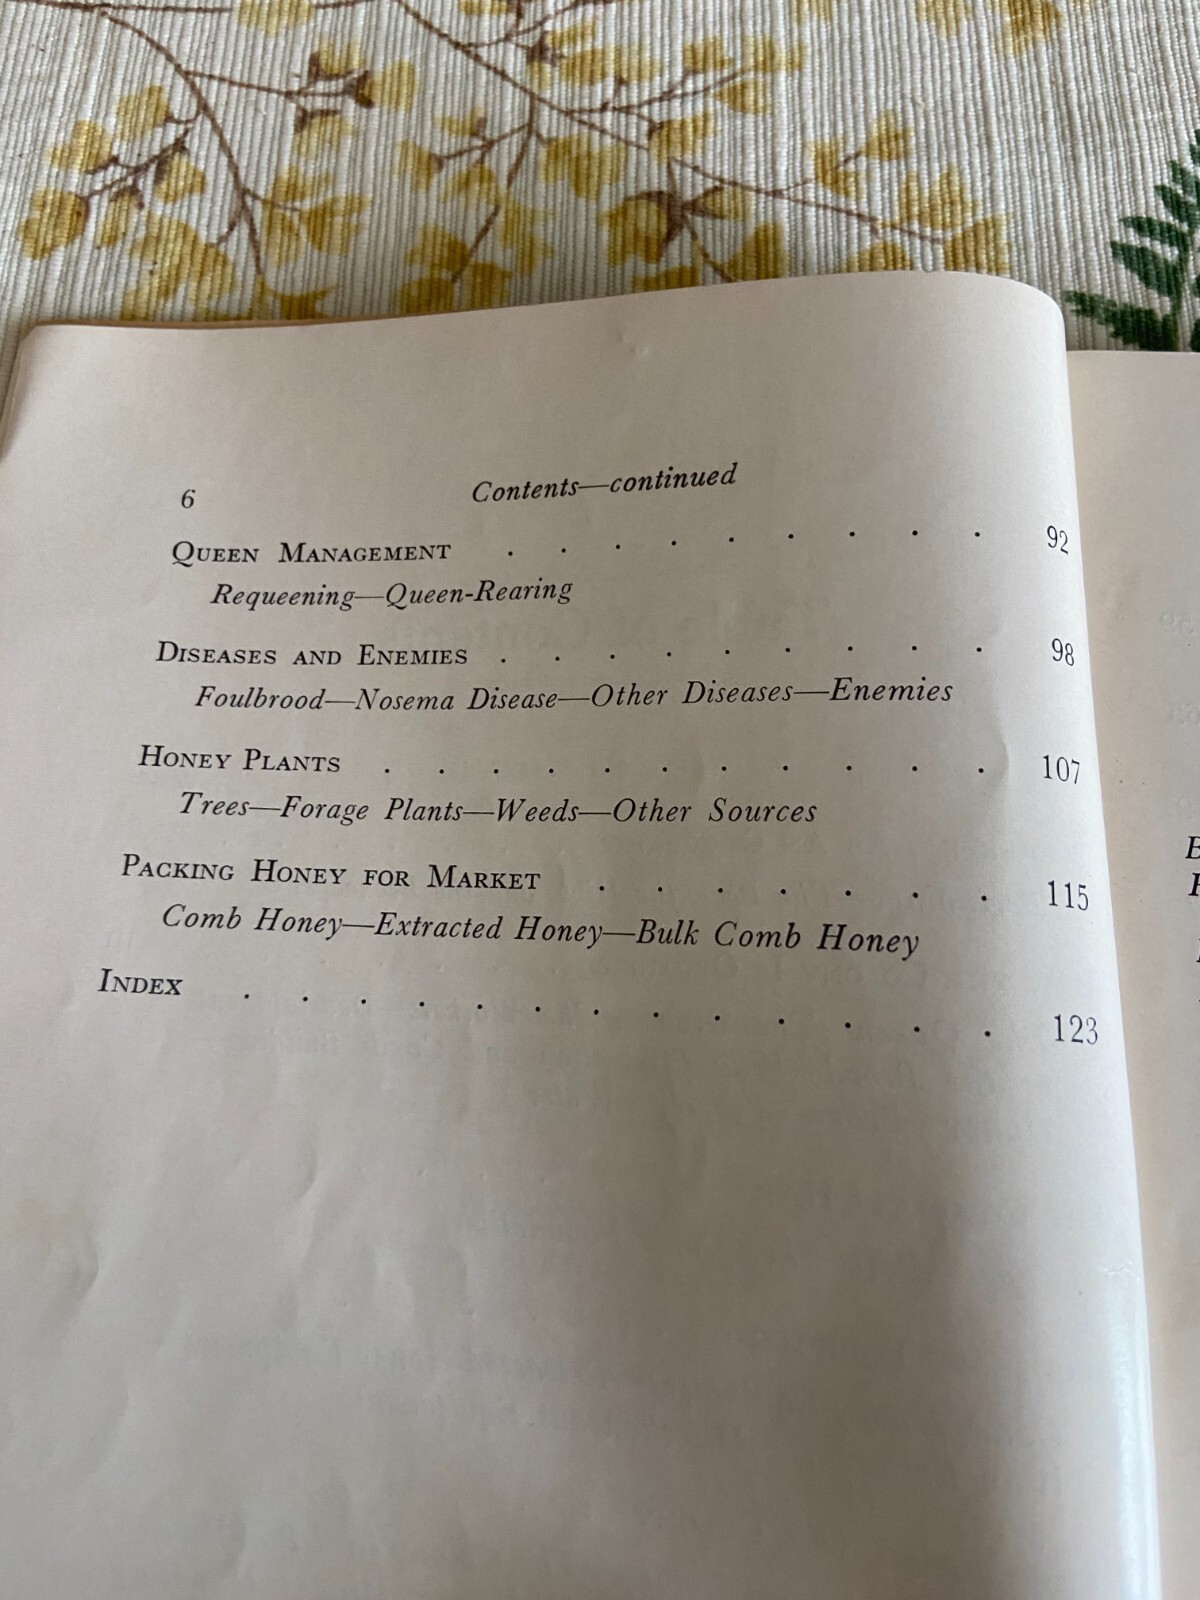 6 Contents—continued
Queen Management . . . . . . . . . 92
Requeening—Queen-Rearing
Diseases and Enemies . . . . . . . . . 98
Foulbrood—Nosema Disease—Other Diseases—Enemies
Honey Plants . . . . . . . . . . . 107
Trees—Forage Plants—Weeds—Other Sources
Packing Honey for Market . . . . . . . 115
Comb Honey—Extracted Honey—Bulk Comb Honey
Index . . . . . . . . . . . . . 123